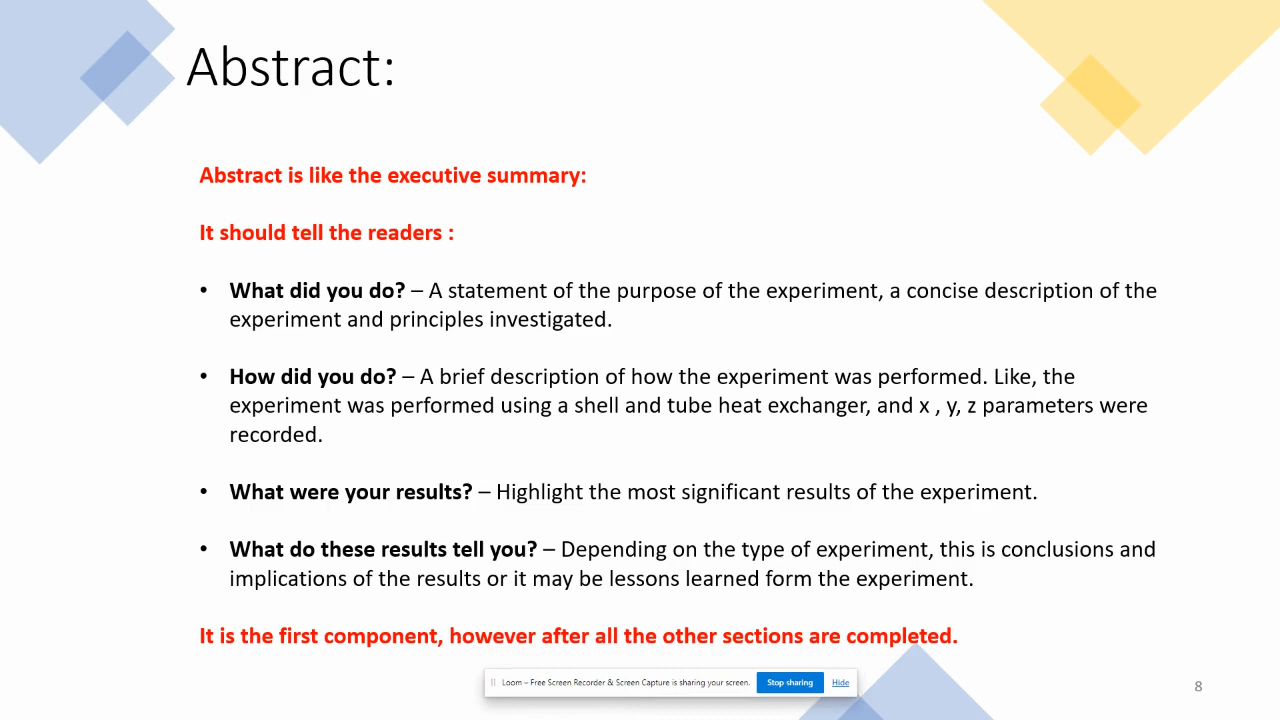 Abstract:
Abstract is like the executive summary:
It should tell the readers :
• What did you do? – A statement of the purpose of the experiment, a concise description of the
experiment and principles investigated.
• How did you do? – A brief description of how the experiment was performed. Like, the
experiment was performed using a shell and tube heat exchanger, and x , y, z parameters were
recorded.
• What were your results? – Highlight the most significant results of the experiment.
• What do these results tell you? – Depending on the type of experiment, this is conclusions and
implications of the results or it may be lessons learned form the experiment.
It is the first component, however after all the other sections are completed.
Loom – Free Screen Recorder & Screen Capture is sharing your screen. Stop sharing Hide
8